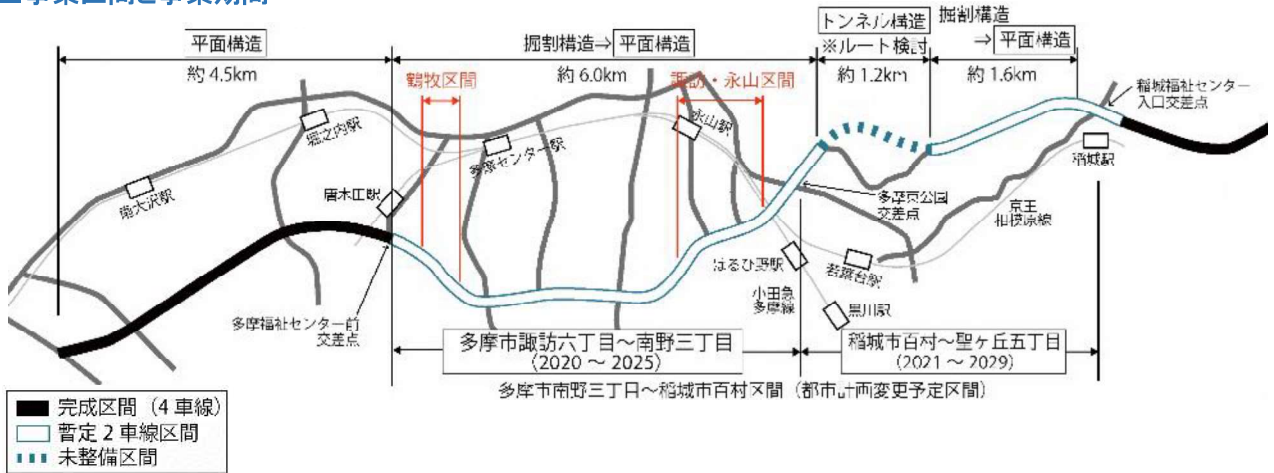 平面構造
約 4.5km
掘割構造⇒平面構造
約 6.0km
トンネル構造
※ルート検討
約 1.2km
掘割構造
⇒平面構造
約 1.6km
鶴牧区間
諏訪・永山区間
稲城福祉センター
入口交差点
堀之内駅
南大沢駅
唐木田駅
多摩センター駅
永山駅
稲城駅
多摩東公園
交差点
京王
相模原線
はるひ野駅
若葉台駅
小田急
多摩線
黒川駅
多摩福祉センター前
交差点
多摩市諏訪六丁目～南野三丁目
(2020 ～ 2025)
稲城市百村～聖ヶ丘五丁目
(2021 ～ 2029)
多摩市南野三丁目～稲城市百村区間（都市計画変更予定区間）
完成区間（4 車線）
暫定 2 車線区間
未整備区間